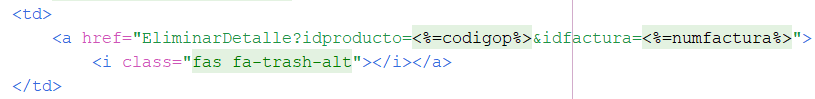 <td>
<a href="EliminarDetalle?idproducto=<%=codigop%>&idfactura=<%=numfactura%>">
<i class="fas fa-trash-alt"></i></a>
</td>